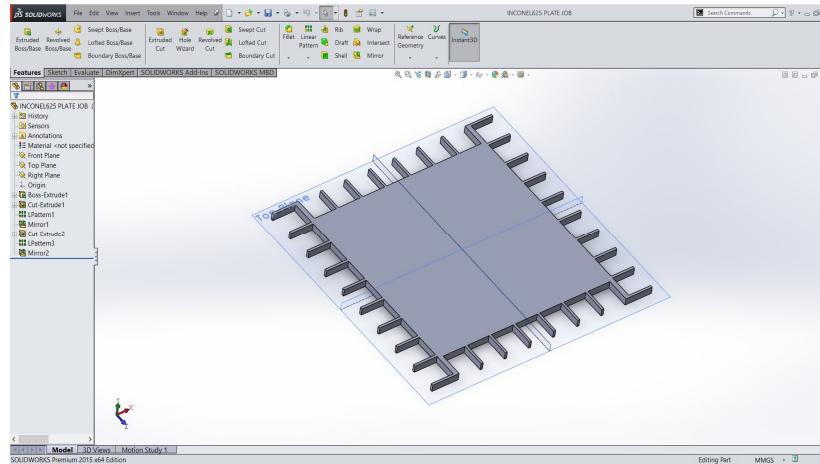 SOLIDWORKS File Edit View Insert Tools Window Help INCONEL625 PLATE JOB Search Commands
Extruded Boss/Base Revolved Boss/Base Swept Boss/Base Lofted Boss/Base Boundary Boss/Base Extruded Cut Hole Wizard Revolved Cut Swept Cut Lofted Cut Boundary Cut Fillet Linear Pattern Rib Draft Shell Wrap Intersect Mirror Reference Geometry Curves Instant3D
Features Sketch Evaluate DimXpert SOLIDWORKS Add-Ins SOLIDWORKS MBD
INCONEL625 PLATE JOB (
History
Sensors
Annotations
Material <not specified
Front Plane
Top Plane
Right Plane
Origin
Boss-Extrude1
Cut-Extrude1
LPattern1
Mirror1
Cut-Extrude2
LPattern3
Mirror2
Top Plane
Y
X
Z
Model 3D Views Motion Study 1
SOLIDWORKS Premium 2015 x64 Edition Editing Part MMGS